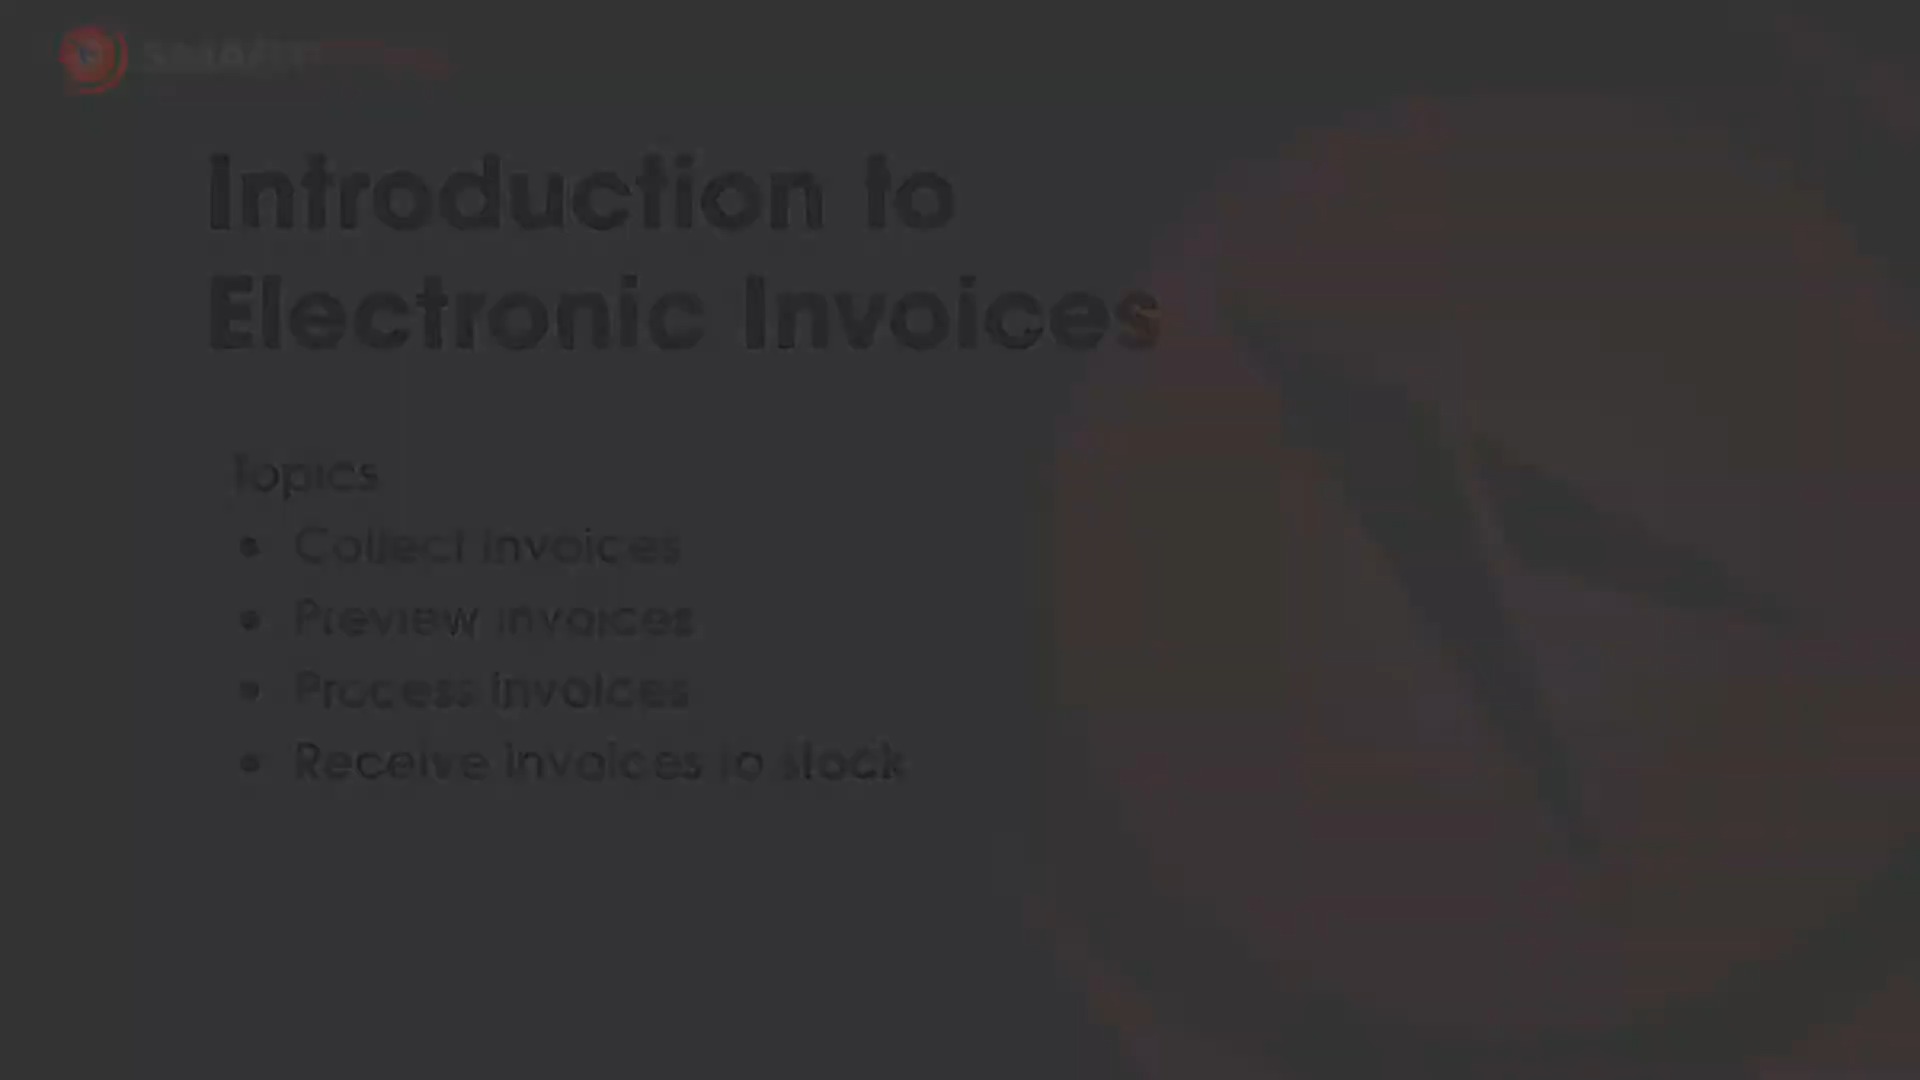 Introduction to
Electronic Invoices
Topics
• Collect invoices
• Preview invoices
• Process invoices
• Receive invoices to stock